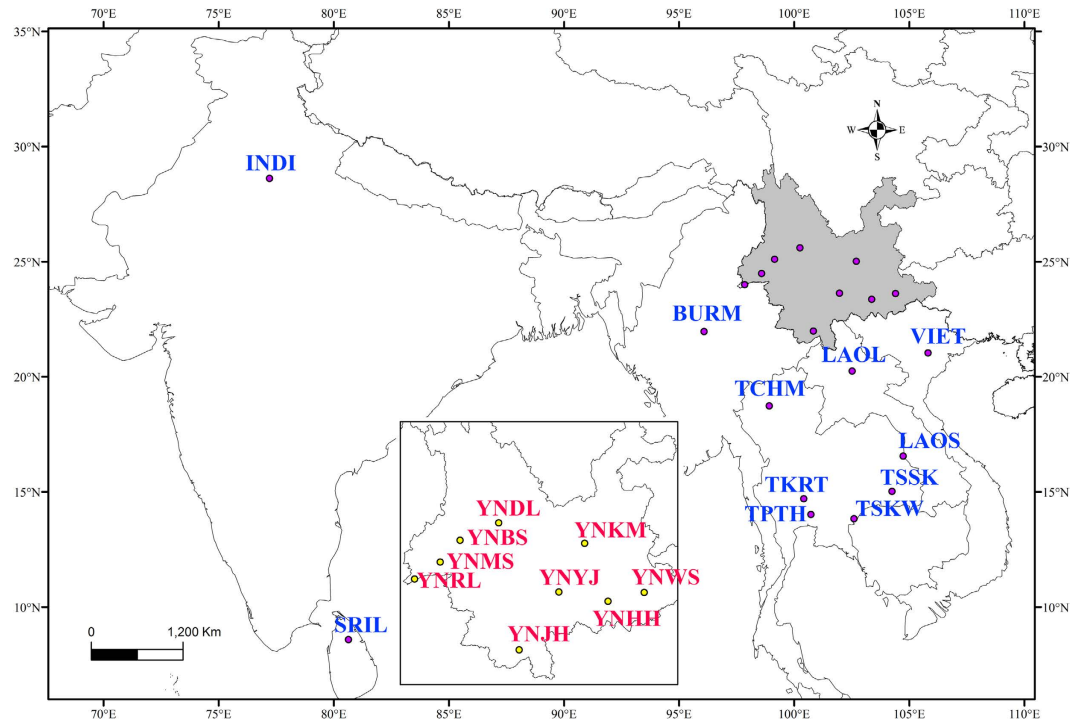 70°E 75°E 80°E 85°E 90°E 95°E 100°E 105°E 110°E
35°N
N
W E
S
30°N 30°N
INDI
25°N 25°N
BURM
VIET
LAOL
20°N 20°N
TCHM
LAOS
TSSK
TKRT
15°N 15°N
TPTH
TSKW
YNDL
YNBS
YNKM
YNMS
YNRL
YNYJ
YNWS
10°N 10°N
YNHH
SRIL
YNJH
0 1,200 Km
70°E 75°E 80°E 85°E 90°E 95°E 100°E 105°E 110°E